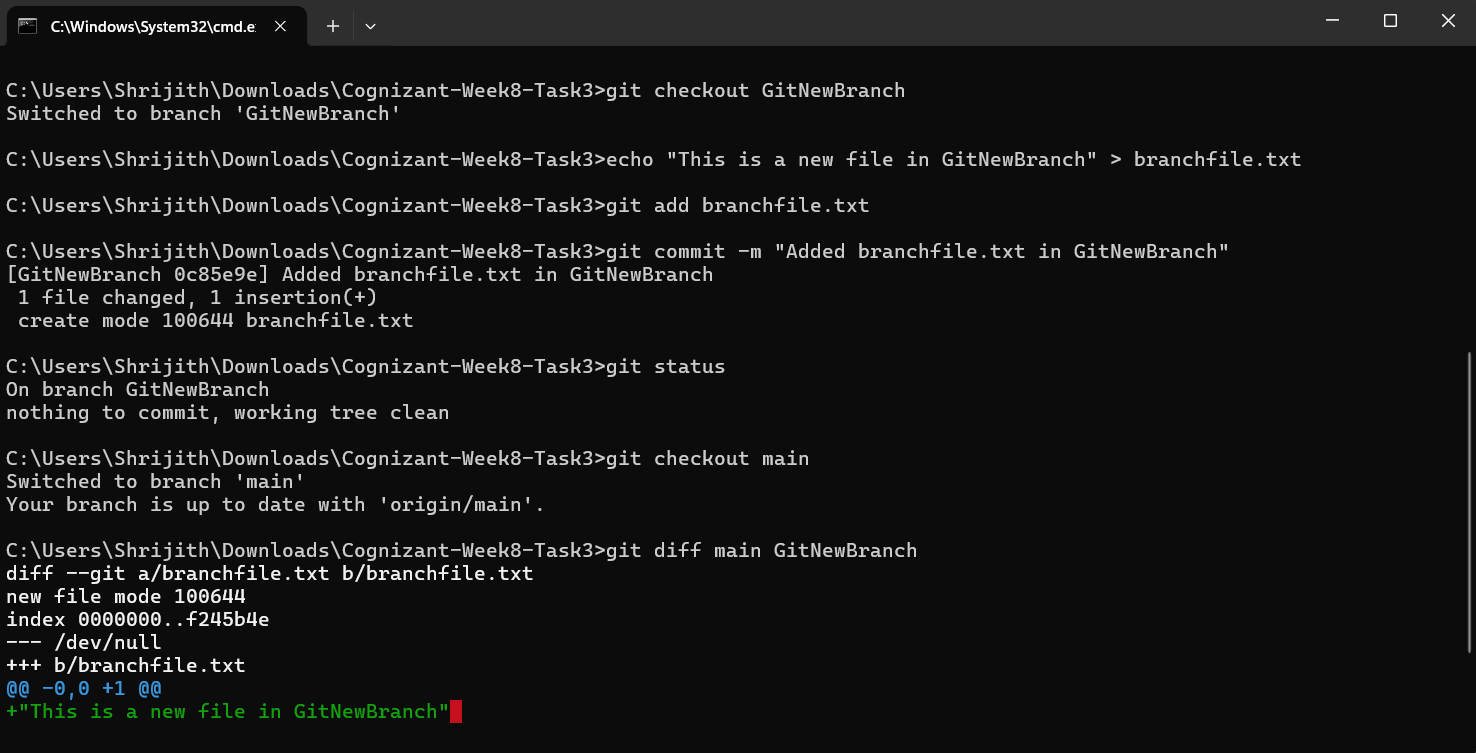 C:\Windows\System32\cmd.e
C:\Users\Shrijith\Downloads\Cognizant-Week8-Task3>git checkout GitNewBranch
Switched to branch 'GitNewBranch'
C:\Users\Shrijith\Downloads\Cognizant-Week8-Task3>echo "This is a new file in GitNewBranch" > branchfile.txt
C:\Users\Shrijith\Downloads\Cognizant-Week8-Task3>git add branchfile.txt
C:\Users\Shrijith\Downloads\Cognizant-Week8-Task3>git commit -m "Added branchfile.txt in GitNewBranch"
[GitNewBranch 0c85e9e] Added branchfile.txt in GitNewBranch
 1 file changed, 1 insertion(+)
 create mode 100644 branchfile.txt
C:\Users\Shrijith\Downloads\Cognizant-Week8-Task3>git status
On branch GitNewBranch
nothing to commit, working tree clean
C:\Users\Shrijith\Downloads\Cognizant-Week8-Task3>git checkout main
Switched to branch 'main'
Your branch is up to date with 'origin/main'.
C:\Users\Shrijith\Downloads\Cognizant-Week8-Task3>git diff main GitNewBranch
diff --git a/branchfile.txt b/branchfile.txt
new file mode 100644
index 0000000..f245b4e
--- /dev/null
+++ b/branchfile.txt
@@ -0,0 +1 @@
+"This is a new file in GitNewBranch"